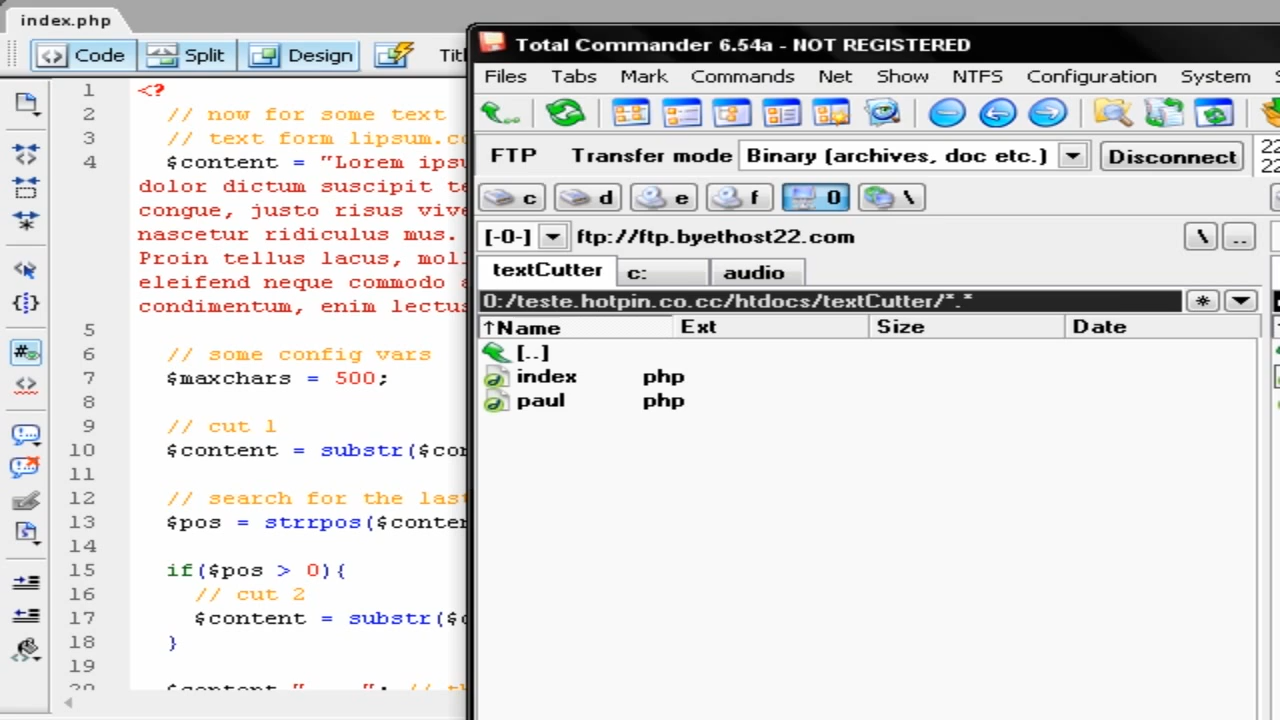 index.php
Code Split Design
1 <?
2 // now for some text
3 // text form lipsum.co
4 $content = "Lorem ipsu
dolor dictum suscipit te
congue, justo risus vive
nascetur ridiculus mus.
Proin tellus lacus, moll
eleifend neque commodo a
condimentum, enim lectus
5
6 // some config vars
7 $maxchars = 500;
8
9 // cut 1
10 $content = substr($con
11
12 // search for the last
13 $pos = strrpos($conten
14
15 if($pos > 0){
16 // cut 2
17 $content = substr($c
18 }
19
20
Total Commander 6.54a - NOT REGISTERED
Files Tabs Mark Commands Net Show NTFS Configuration System
FTP Transfer mode Binary (archives, doc etc.) Disconnect 22
22
c d e f 0 \
[-0-] ftp://ftp.byethost22.com \ ..
textCutter c: audio
0:/teste.hotpin.co.cc/htdocs/textCutter/*.* *
↑Name Ext Size Date
[..]
index php
paul php